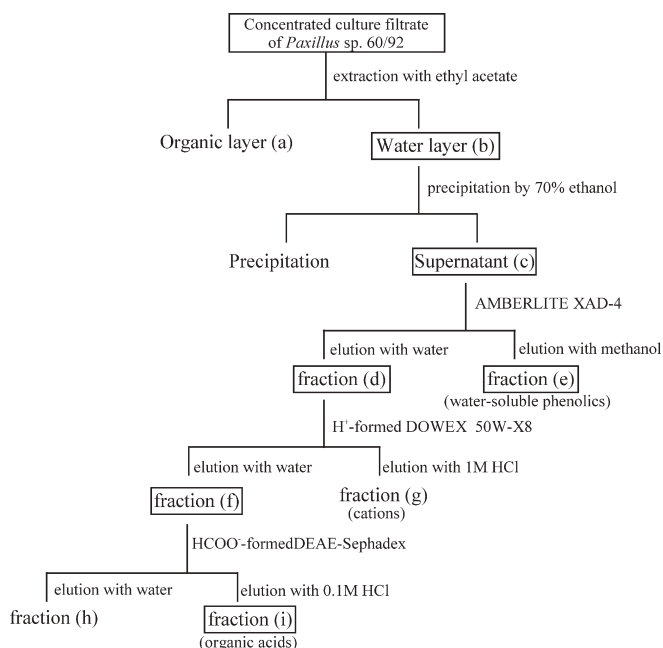 Concentrated culture filtrate
of Paxillus sp. 60/92
extraction with ethyl acetate
Organic layer (a)
Water layer (b)
precipitation by 70% ethanol
Precipitation
Supernatant (c)
AMBERLITE XAD-4
elution with water
elution with methanol
fraction (d)
fraction (e)
(water-soluble phenolics)
H⁺-formed DOWEX 50W-X8
elution with water
elution with 1M HCl
fraction (f)
fraction (g)
(cations)
HCOO⁻-formedDEAE-Sephadex
elution with water
elution with 0.1M HCl
fraction (h)
fraction (i)
(organic acids)